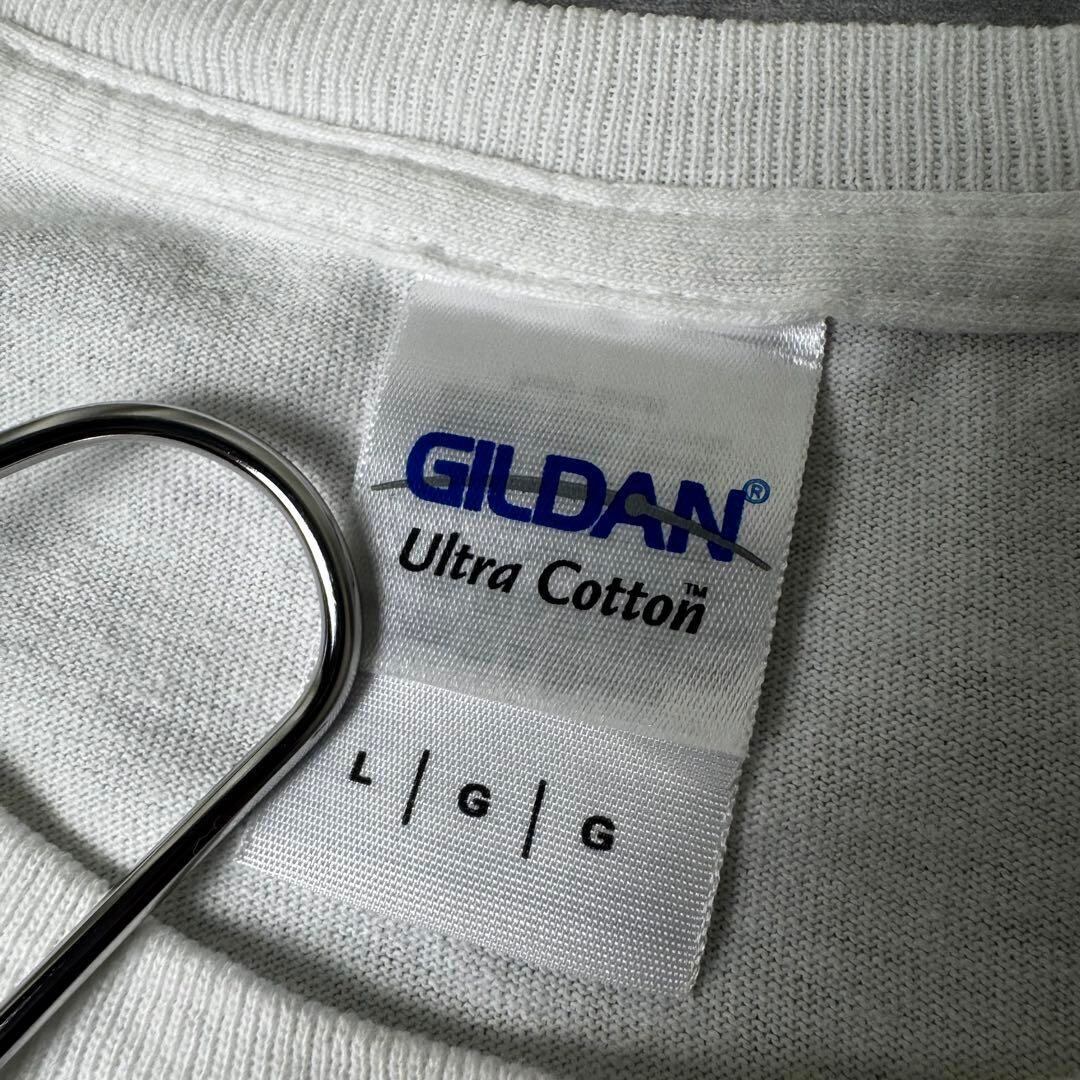 GILDAN®
Ultra Cotton™
L | G | G